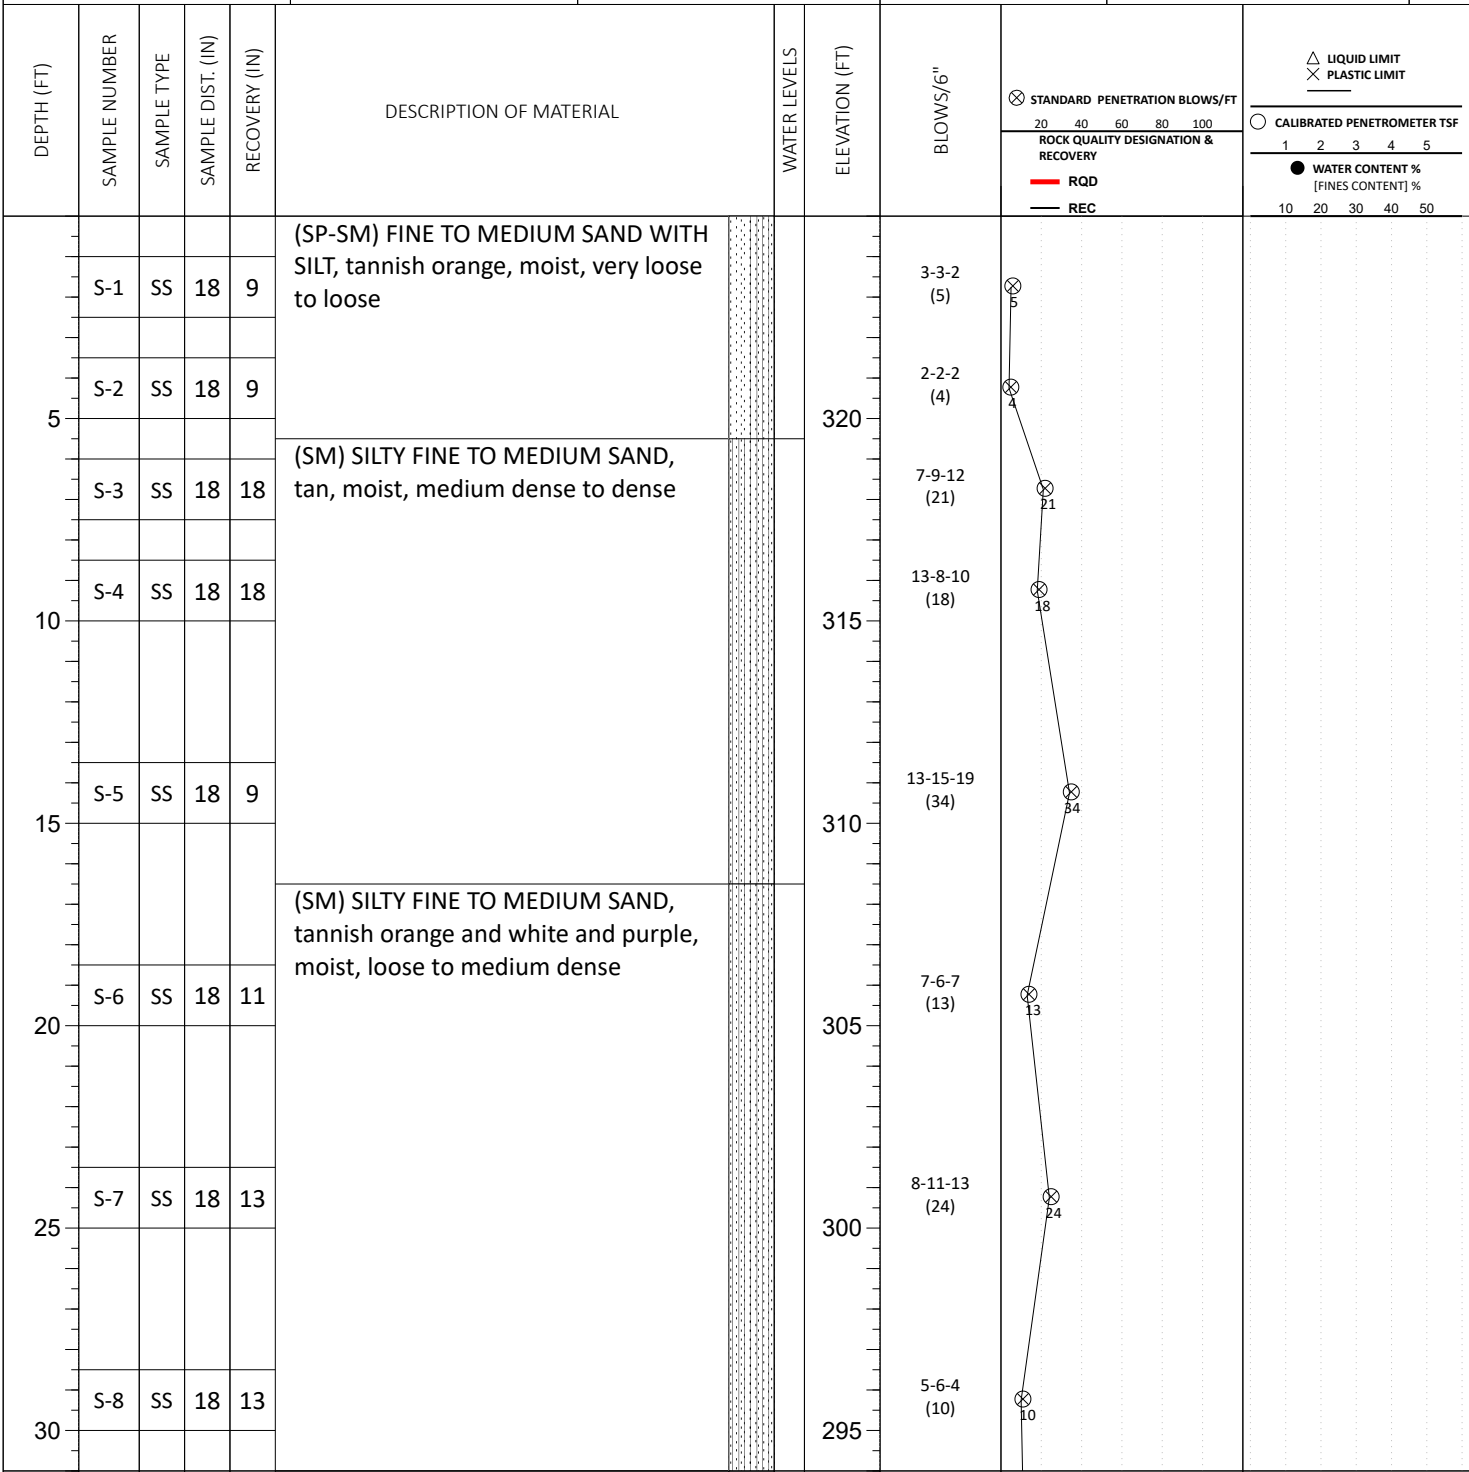 DEPTH (FT)
SAMPLE NUMBER
SAMPLE TYPE
SAMPLE DIST. (IN)
RECOVERY (IN)
DESCRIPTION OF MATERIAL
WATER LEVELS
ELEVATION (FT)
BLOWS/6"
STANDARD PENETRATION BLOWS/FT
20 40 60 80 100
ROCK QUALITY DESIGNATION &
RECOVERY
RQD
REC
LIQUID LIMIT
PLASTIC LIMIT
CALIBRATED PENETROMETER TSF
1 2 3 4 5
WATER CONTENT %
[FINES CONTENT] %
10 20 30 40 50
(SP-SM) FINE TO MEDIUM SAND WITH
SILT, tannish orange, moist, very loose
to loose
S-1 SS 18 9
3-3-2
(5)
5
S-2 SS 18 9
2-2-2
(4)
4
5
320
(SM) SILTY FINE TO MEDIUM SAND,
tan, moist, medium dense to dense
S-3 SS 18 18
7-9-12
(21)
21
S-4 SS 18 18
13-8-10
(18)
18
10
315
S-5 SS 18 9
13-15-19
(34)
34
15
310
(SM) SILTY FINE TO MEDIUM SAND,
tannish orange and white and purple,
moist, loose to medium dense
S-6 SS 18 11
7-6-7
(13)
13
20
305
S-7 SS 18 13
8-11-13
(24)
24
25
300
S-8 SS 18 13
5-6-4
(10)
10
30
295